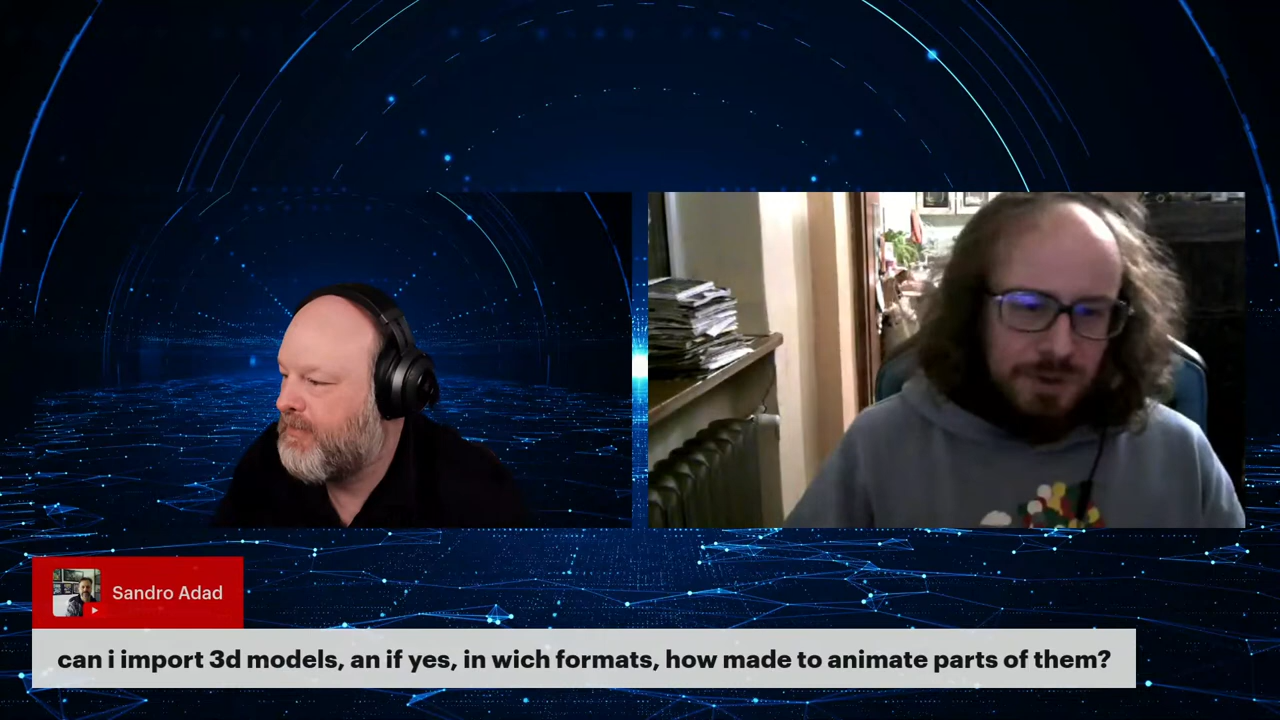 Sandro Adad
can i import 3d models, an if yes, in wich formats, how made to animate parts of them?